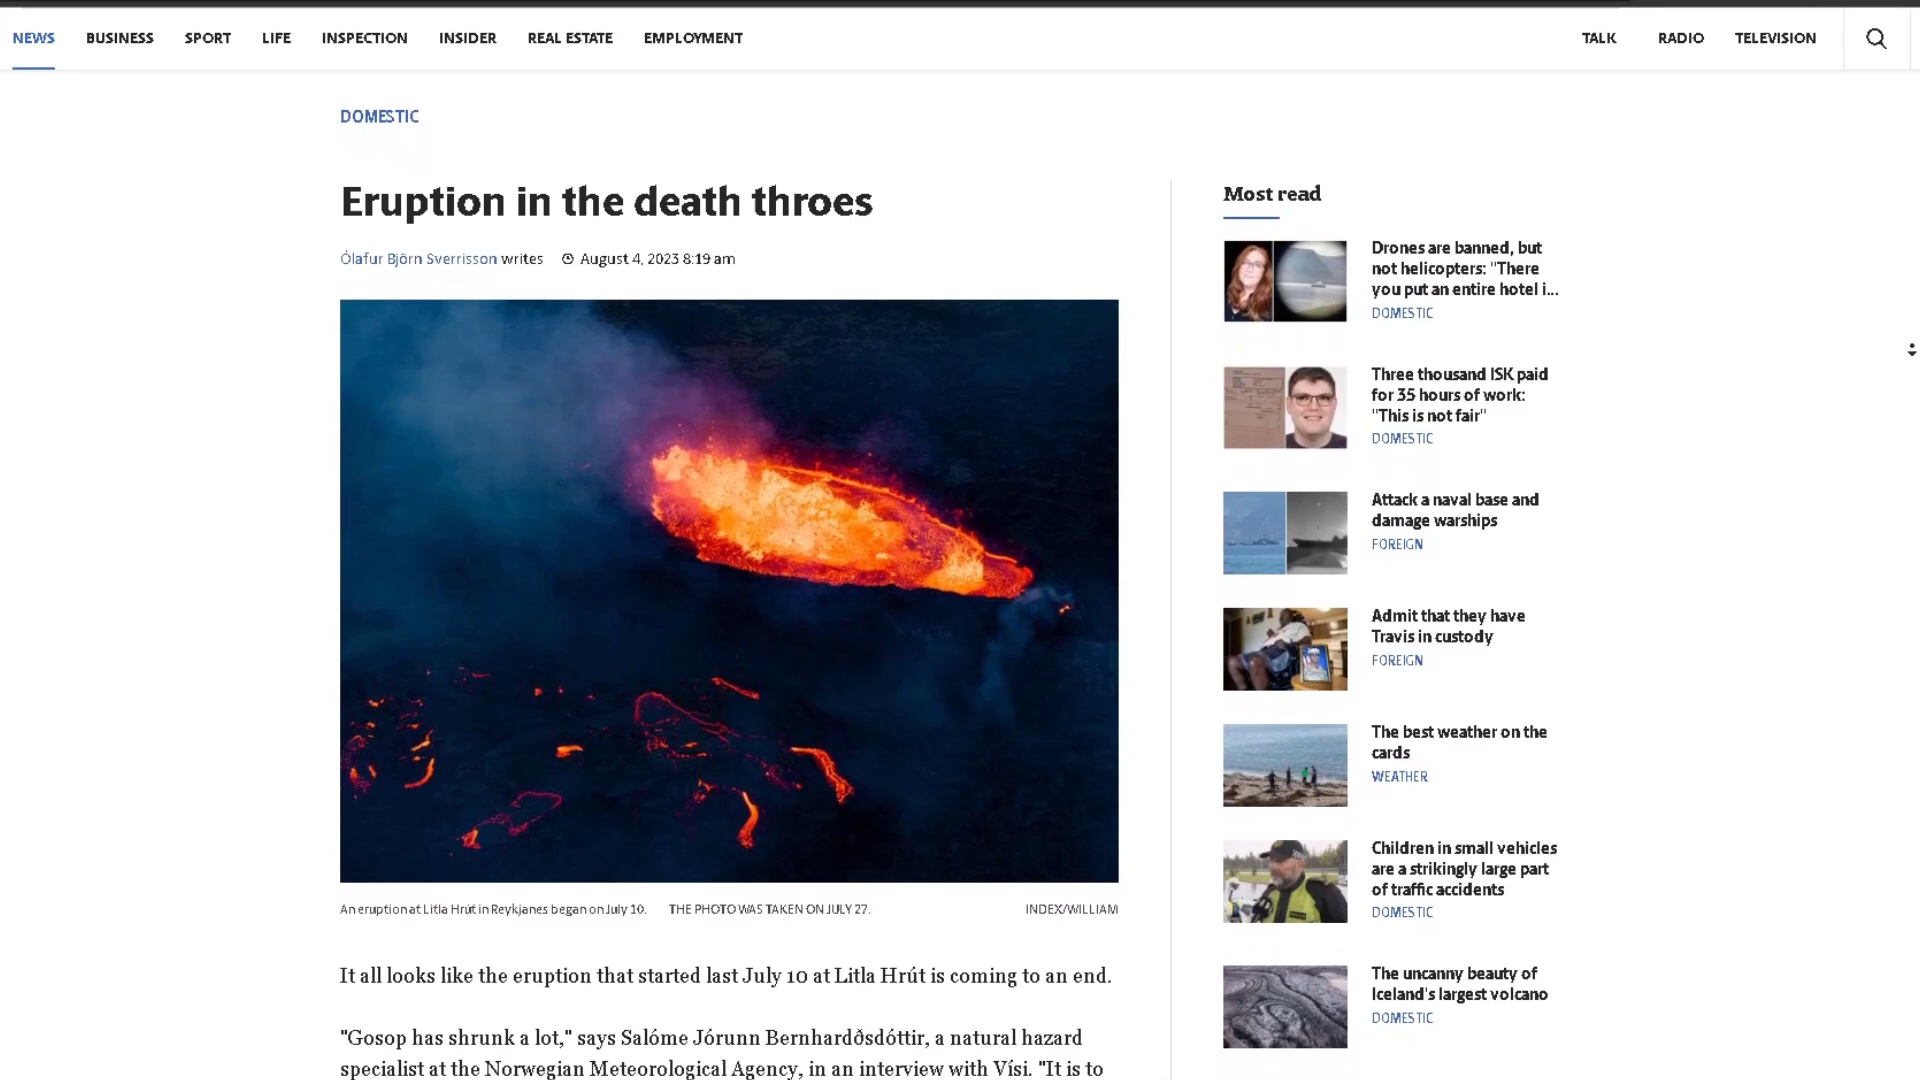 NEWS BUSINESS SPORT LIFE INSPECTION INSIDER REAL ESTATE EMPLOYMENT TALK RADIO TELEVISION
DOMESTIC
Eruption in the death throes
Ólafur Björn Sverrisson writes August 4, 2023 8:19 am
An eruption at Litla Hrút in Reykjanes began on July 10. THE PHOTO WAS TAKEN ON JULY 27. INDEX/WILLIAM
It all looks like the eruption that started last July 10 at Litla Hrút is coming to an end.
"Gosop has shrunk a lot," says Salóme Jórunn Bernharðsdóttir, a natural hazard
specialist at the Norwegian Meteorological Agency, in an interview with Vísi. "It is to
Most read
Drones are banned, but
not helicopters: "There
you put an entire hotel i...
DOMESTIC
Three thousand ISK paid
for 35 hours of work:
"This is not fair"
DOMESTIC
Attack a naval base and
damage warships
FOREIGN
Admit that they have
Travis in custody
FOREIGN
The best weather on the
cards
WEATHER
Children in small vehicles
are a strikingly large part
of traffic accidents
DOMESTIC
The uncanny beauty of
Iceland's largest volcano
DOMESTIC